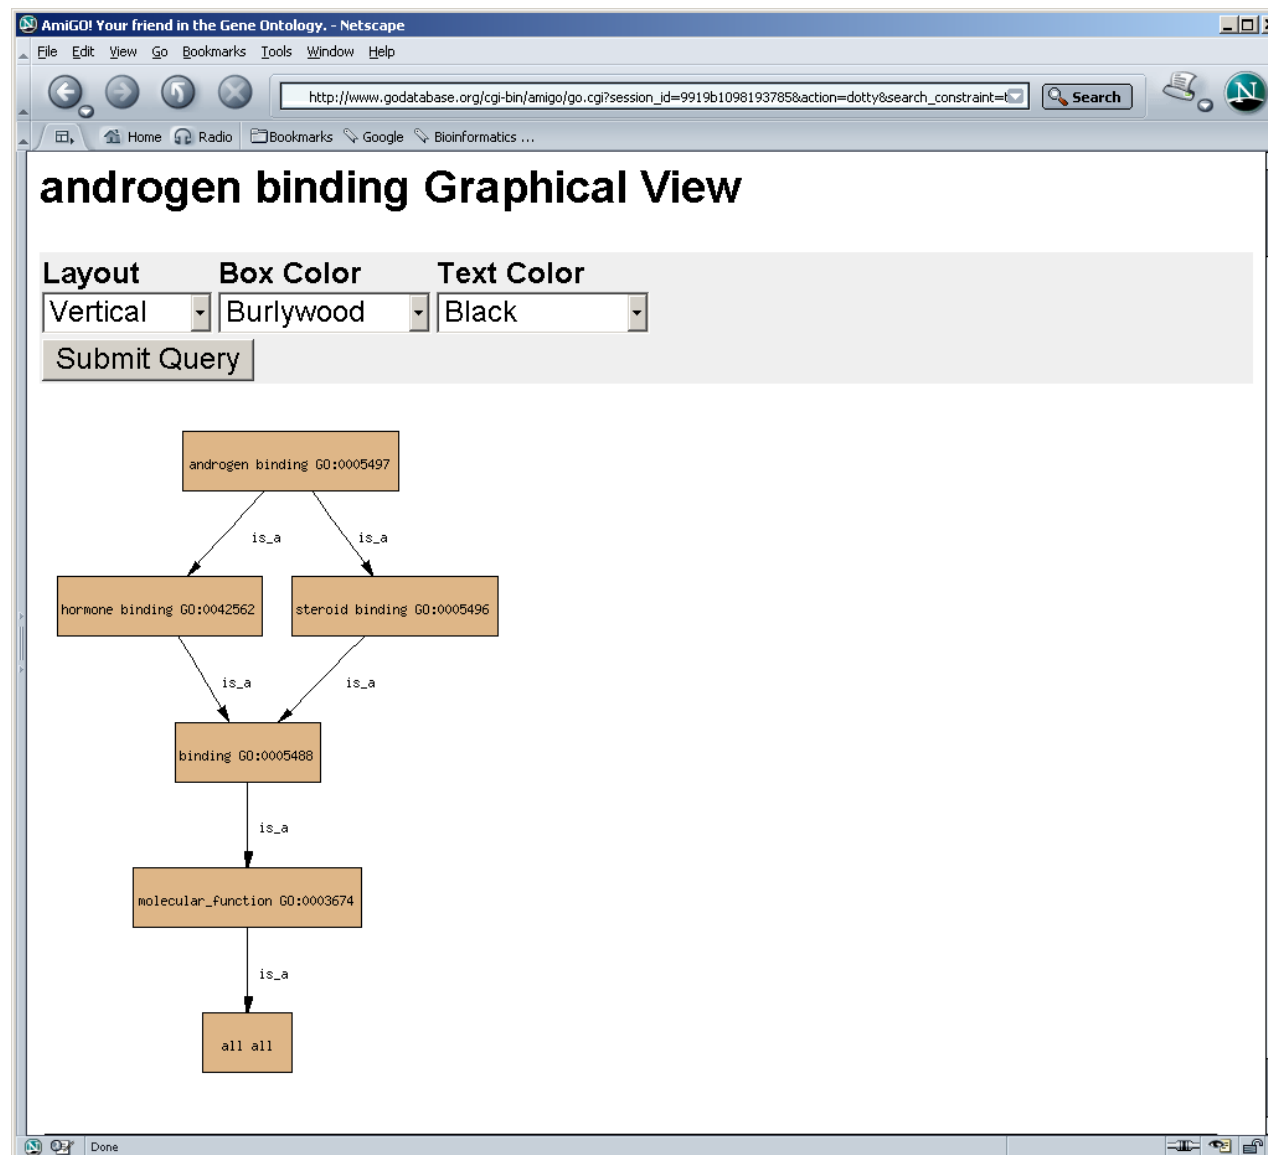 AmiGO! Your friend in the Gene Ontology. - Netscape
File Edit View Go Bookmarks Tools Window Help
http://www.godatabase.org/cgi-bin/amigo/go.cgi?session_id=9919b1098193785&action=dotty&search_constraint=t
Search
N
Home Radio Bookmarks Google Bioinformatics ...
androgen binding Graphical View
Layout Box Color Text Color
Vertical Burlywood Black
Submit Query
androgen binding GO:0005497
is_a is_a
hormone binding GO:0042562 steroid binding GO:0005496
is_a is_a
binding GO:0005488
is_a
molecular_function GO:0003674
is_a
all all
Done